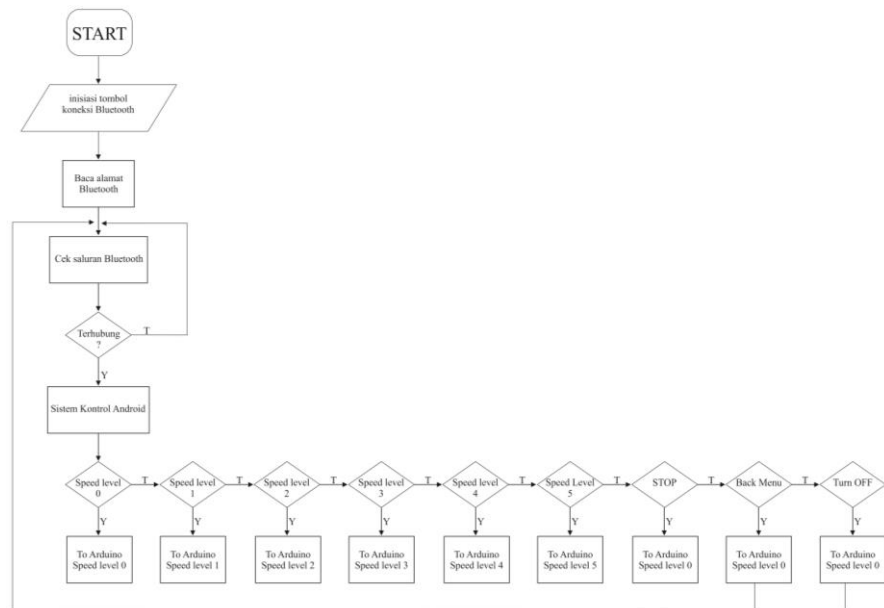 START
inisiasi tombol
koneksi Bluetooth
Baca alamat
Bluetooth
Cek saluran Bluetooth
Terhubung
?
T
Y
Sistem Kontrol Android
Speed level
0
T
Speed level
1
T
Speed level
2
T
Speed level
3
T
Speed level
4
T
Speed Level
5
T
STOP
T
Back Menu
T
Turn OFF
Y
Y
Y
Y
Y
Y
Y
Y
Y
To Arduino
Speed level 0
To Arduino
Speed level 1
To Arduino
Speed level 2
To Arduino
Speed level 3
To Arduino
Speed level 4
To Arduino
Speed level 5
To Arduino
Speed level 0
To Arduino
Speed level 0
To Arduino
Speed level 0